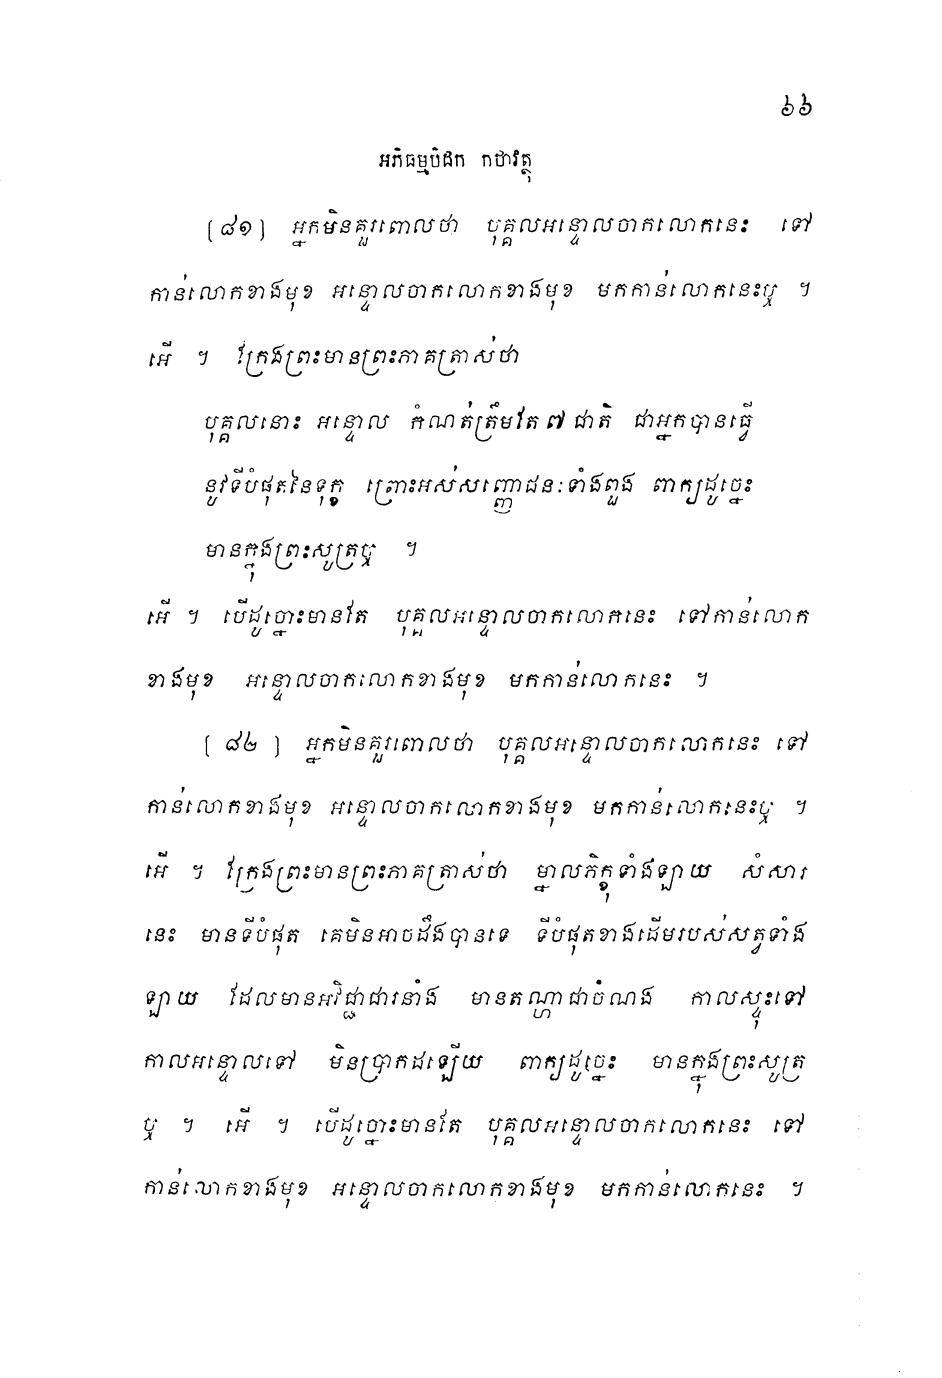 ៦៦
អភិធម្មបិដក កថាវត្ថុ
[៨១] អ្នកមិនគួរពោលថា បុគ្គលអន្ទោលចាកលោកនេះ ទៅ
កាន់លោកខាងមុខ អន្ទោលចាកលោកខាងមុខ មកកាន់លោកនេះឬ ។
អើ ។ ក្រែងព្រះមានព្រះភាគត្រាស់ថា
បុគ្គលនោះ អន្ទោល កំណត់ត្រឹមតែ ៧ ជាតិ ជាអ្នកបានធ្វើ
នូវទីបំផុតនៃទុក្ខ ព្រោះអស់សញ្ញោជនៈទាំងពួង ពាក្យដូច្នេះ
មានក្នុងព្រះសូត្រឬ ។
អើ ។ បើដូច្នោះមានតែ បុគ្គលអន្ទោលចាកលោកនេះ ទៅកាន់លោក
ខាងមុខ អន្ទោលចាកលោកខាងមុខ មកកាន់លោកនេះ ។
[ ៨២ ] អ្នកមិនគួរពោលថា បុគ្គលអន្ទោលចាកលោកនេះ ទៅ
កាន់លោកខាងមុខ អន្ទោលចាកលោកខាងមុខ មកកាន់លោកនេះឬ ។
អើ ។ ក្រែងព្រះមានព្រះភាគត្រាស់ថា ម្នាលភិក្ខុទាំងឡាយ សំសារ
នេះ មានទីបំផុត គេមិនអាចដឹងបានទេ ទីបំផុតខាងដើមរបស់សត្វទាំង
ឡាយ ដែលមានអវិជ្ជាជារនាំង មានតណ្ហាជាចំណង កាលស្ទុះទៅ
កាលអន្ទោលទៅ មិនប្រាកដឡើយ ពាក្យដូច្នេះ មានក្នុងព្រះសូត្រ
ឬ ។ អើ ។ បើដូច្នោះមានតែ បុគ្គលអន្ទោលចាកលោកនេះ ទៅ
កាន់លោកខាងមុខ អន្ទោលចាកលោកខាងមុខ មកកាន់លោកនេះ ។